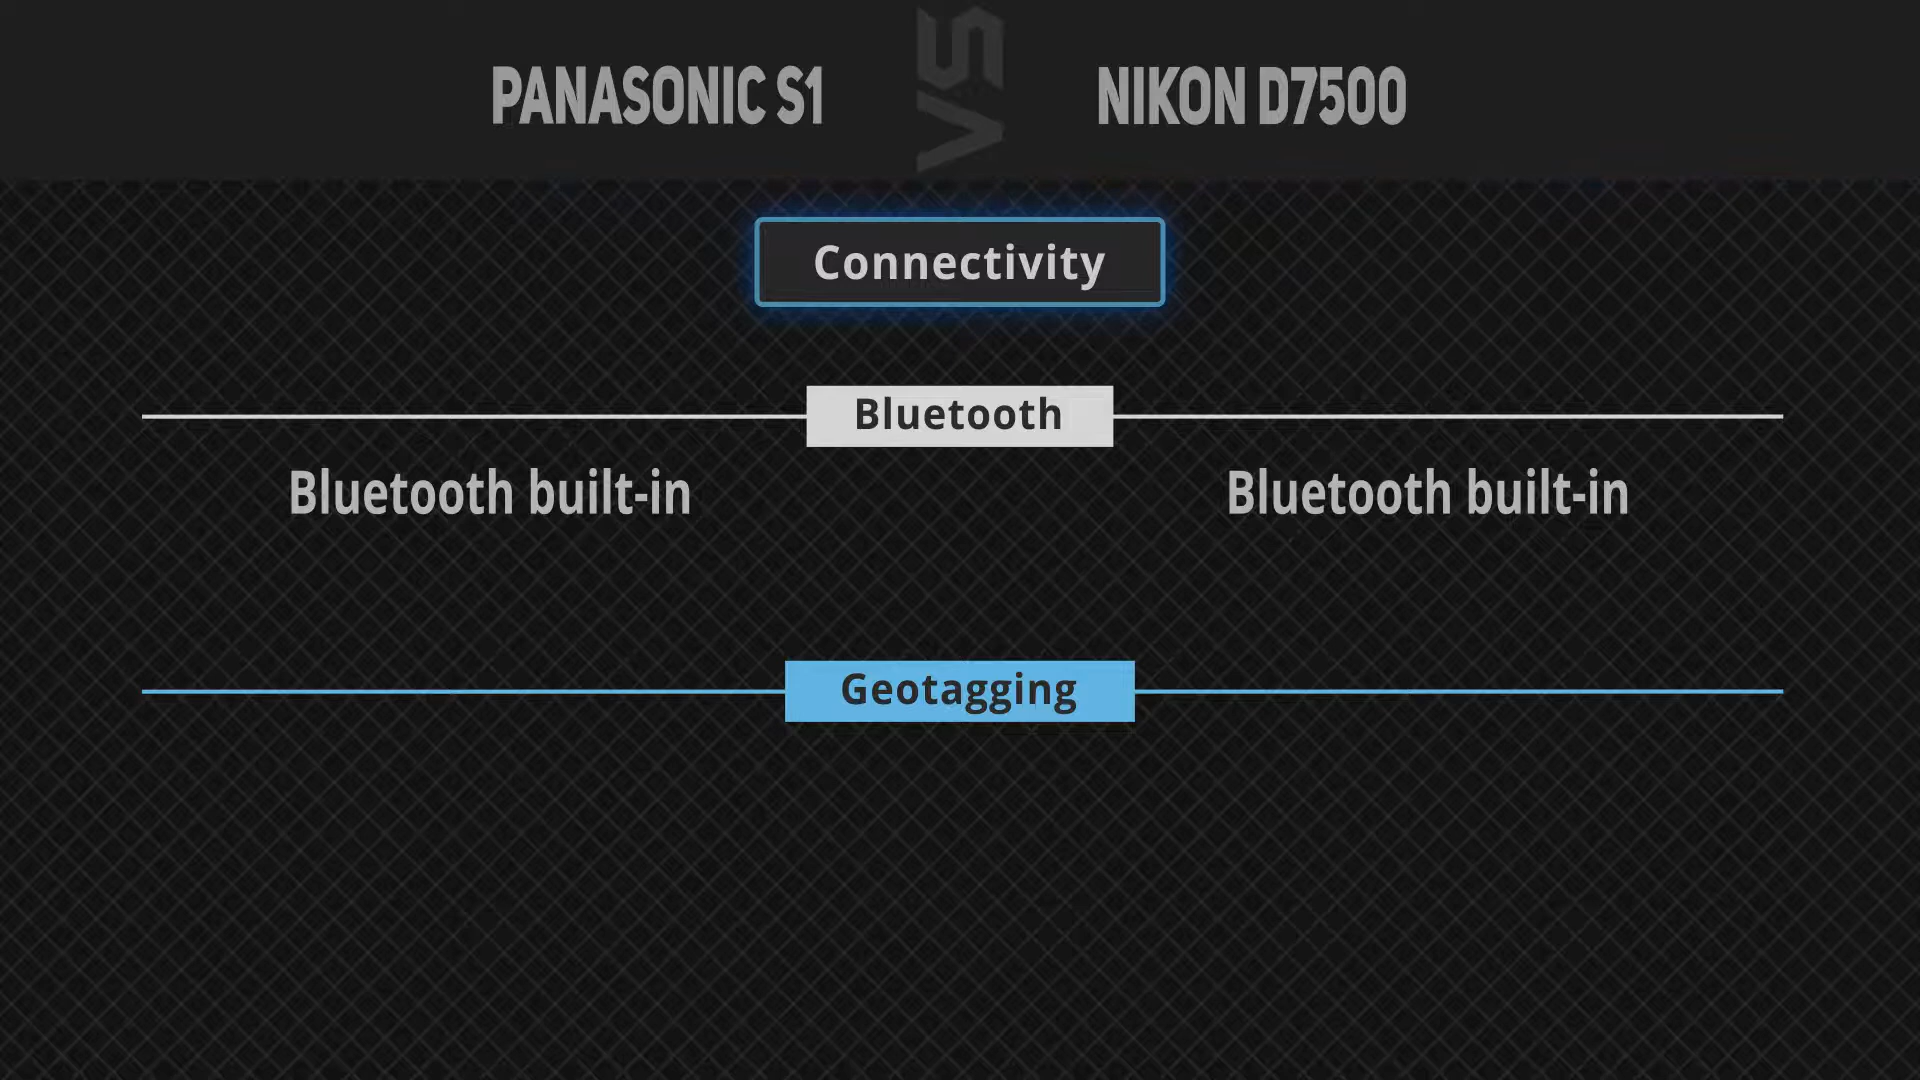 PANASONIC S1
VS
NIKON D7500
Connectivity
Bluetooth
Bluetooth built-in
Bluetooth built-in
Geotagging